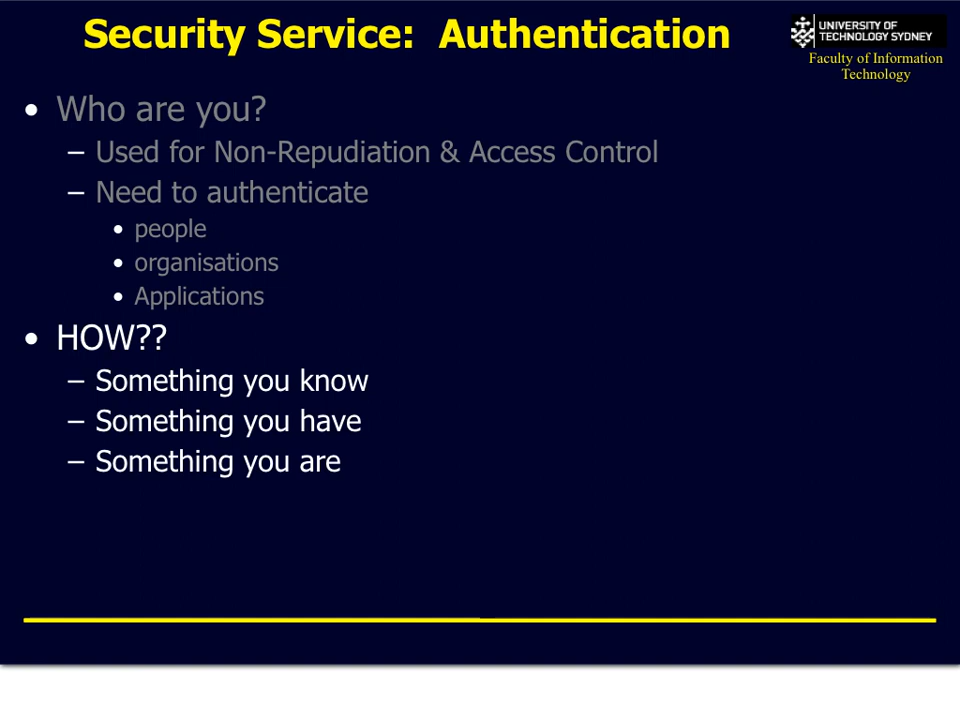 Security Service: Authentication
UNIVERSITY OF
TECHNOLOGY SYDNEY
Faculty of Information
Technology
• Who are you?
– Used for Non-Repudiation & Access Control
– Need to authenticate
• people
• organisations
• Applications
• HOW??
– Something you know
– Something you have
– Something you are